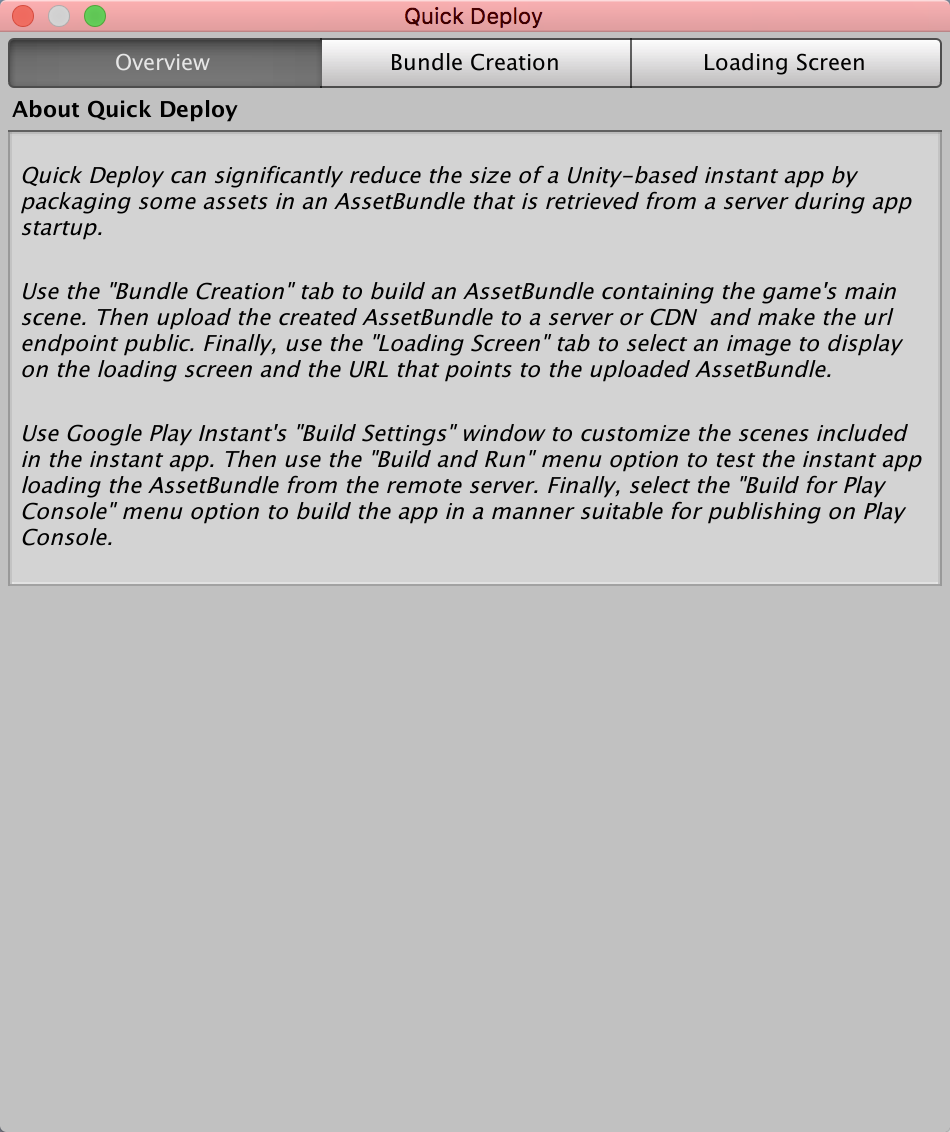 Quick Deploy
Overview
Bundle Creation
Loading Screen
About Quick Deploy
Quick Deploy can significantly reduce the size of a Unity-based instant app by
packaging some assets in an AssetBundle that is retrieved from a server during app
startup.
Use the "Bundle Creation" tab to build an AssetBundle containing the game's main
scene. Then upload the created AssetBundle to a server or CDN  and make the url
endpoint public. Finally, use the "Loading Screen" tab to select an image to display
on the loading screen and the URL that points to the uploaded AssetBundle.
Use Google Play Instant's "Build Settings" window to customize the scenes included
in the instant app. Then use the "Build and Run" menu option to test the instant app
loading the AssetBundle from the remote server. Finally, select the "Build for Play
Console" menu option to build the app in a manner suitable for publishing on Play
Console.